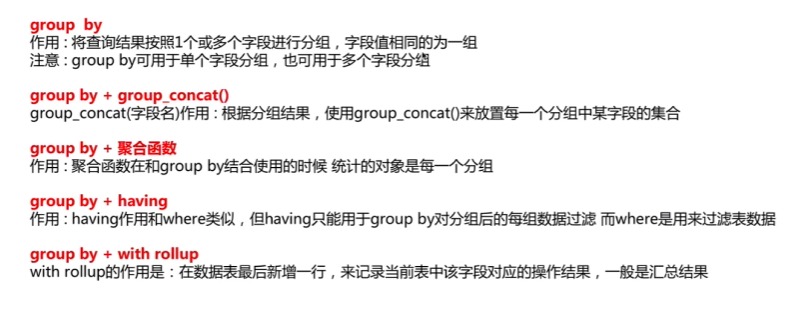 group by
作用 : 将查询结果按照1个或多个字段进行分组，字段值相同的为一组
注意 : group by可用于单个字段分组，也可用于多个字段分组
group by + group_concat()
group_concat(字段名)作用 : 根据分组结果，使用group_concat()来放置每一个分组中某字段的集合
group by + 聚合函数
作用 : 聚合函数在和group by结合使用的时候 统计的对象是每一个分组
group by + having
作用 : having作用和where类似，但having只能用于group by对分组后的每组数据过滤 而where是用来过滤表数据
group by + with rollup
with rollup的作用是：在数据表最后新增一行，来记录当前表中该字段对应的操作结果，一般是汇总结果